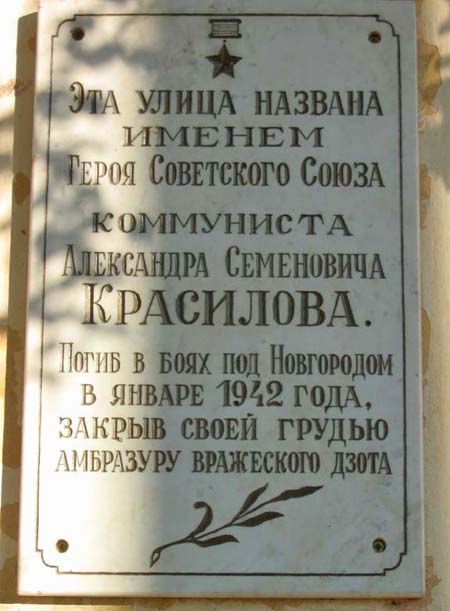 Эта улица названа
именем
Героя Советского Союза
коммуниста
Александра Семеновича
Красилова.
Погиб в боях под Новгородом
в январе 1942 года,
закрыв своей грудью
амбразуру вражеского дзота